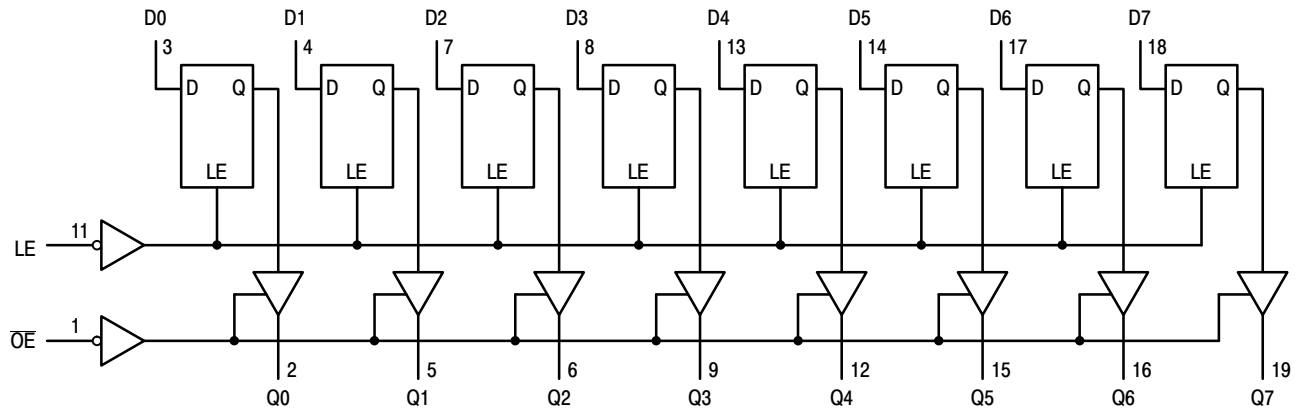 D0 D1 D2 D3 D4 D5 D6 D7
3 4 7 8 13 14 17 18
D Q D Q D Q D Q D Q D Q D Q D Q
LE LE LE LE LE LE LE LE
LE 11
O̅E̅ 1
2 5 6 9 12 15 16 19
Q0 Q1 Q2 Q3 Q4 Q5 Q6 Q7